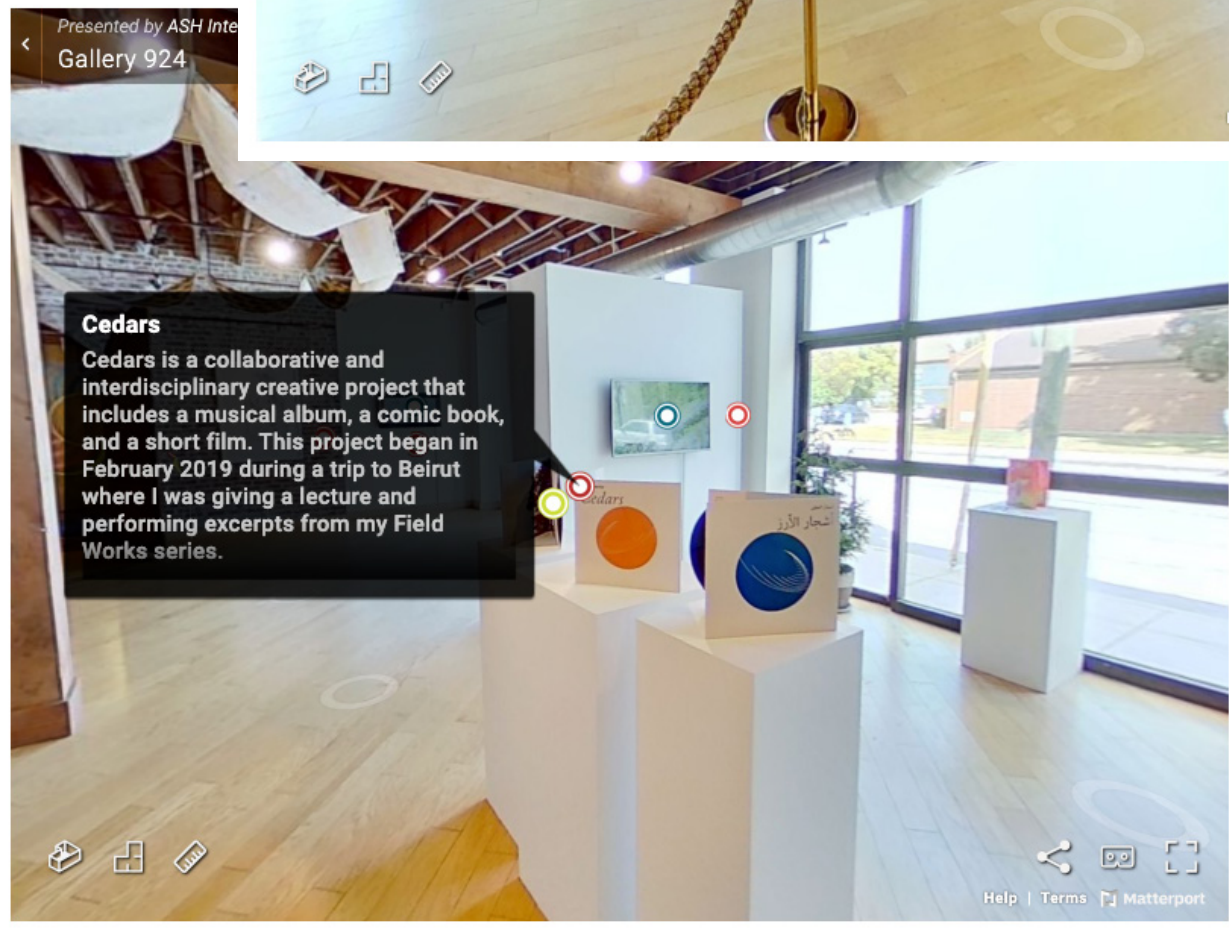 Presented by ASH Inte
Gallery 924
Cedars
Cedars is a collaborative and
interdisciplinary creative project that
includes a musical album, a comic book,
and a short film. This project began in
February 2019 during a trip to Beirut
where I was giving a lecture and
performing excerpts from my Field
Works series.
Cedars
أشجار الأرز
Help | Terms Matterport